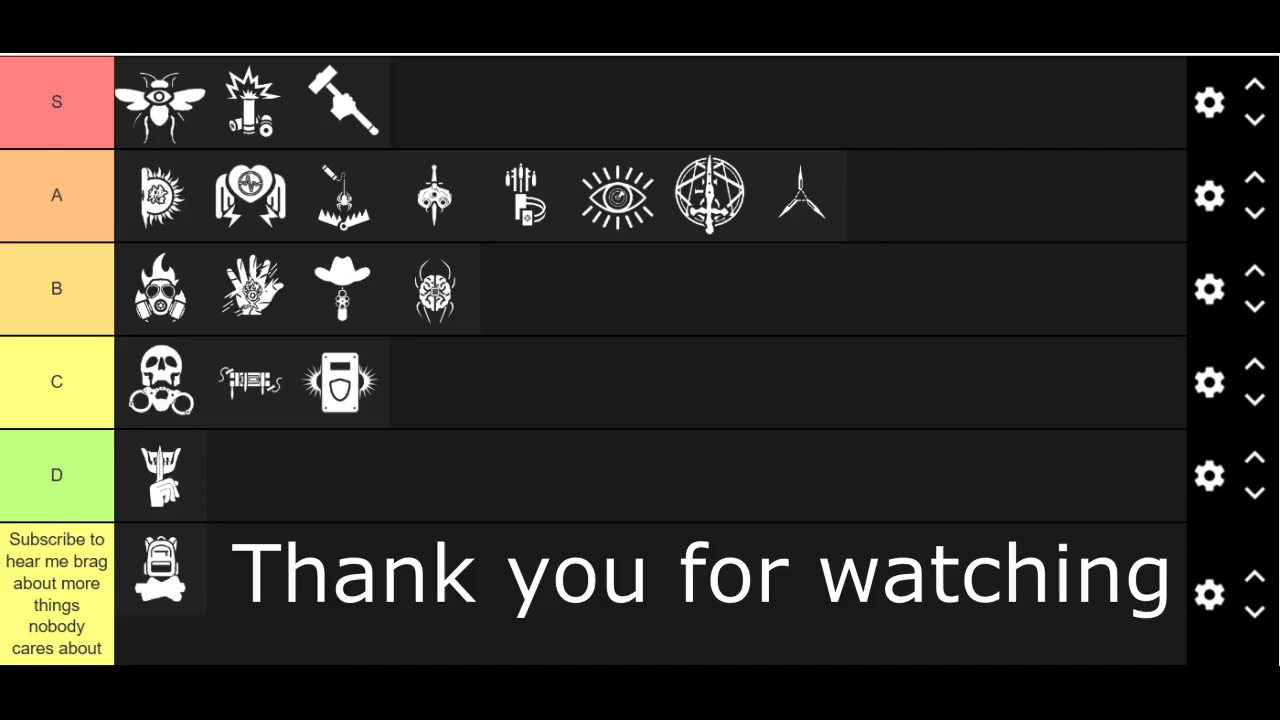 S
A
B
C
D
Subscribe to
hear me brag
about more
things
nobody
cares about
Thank you for watching